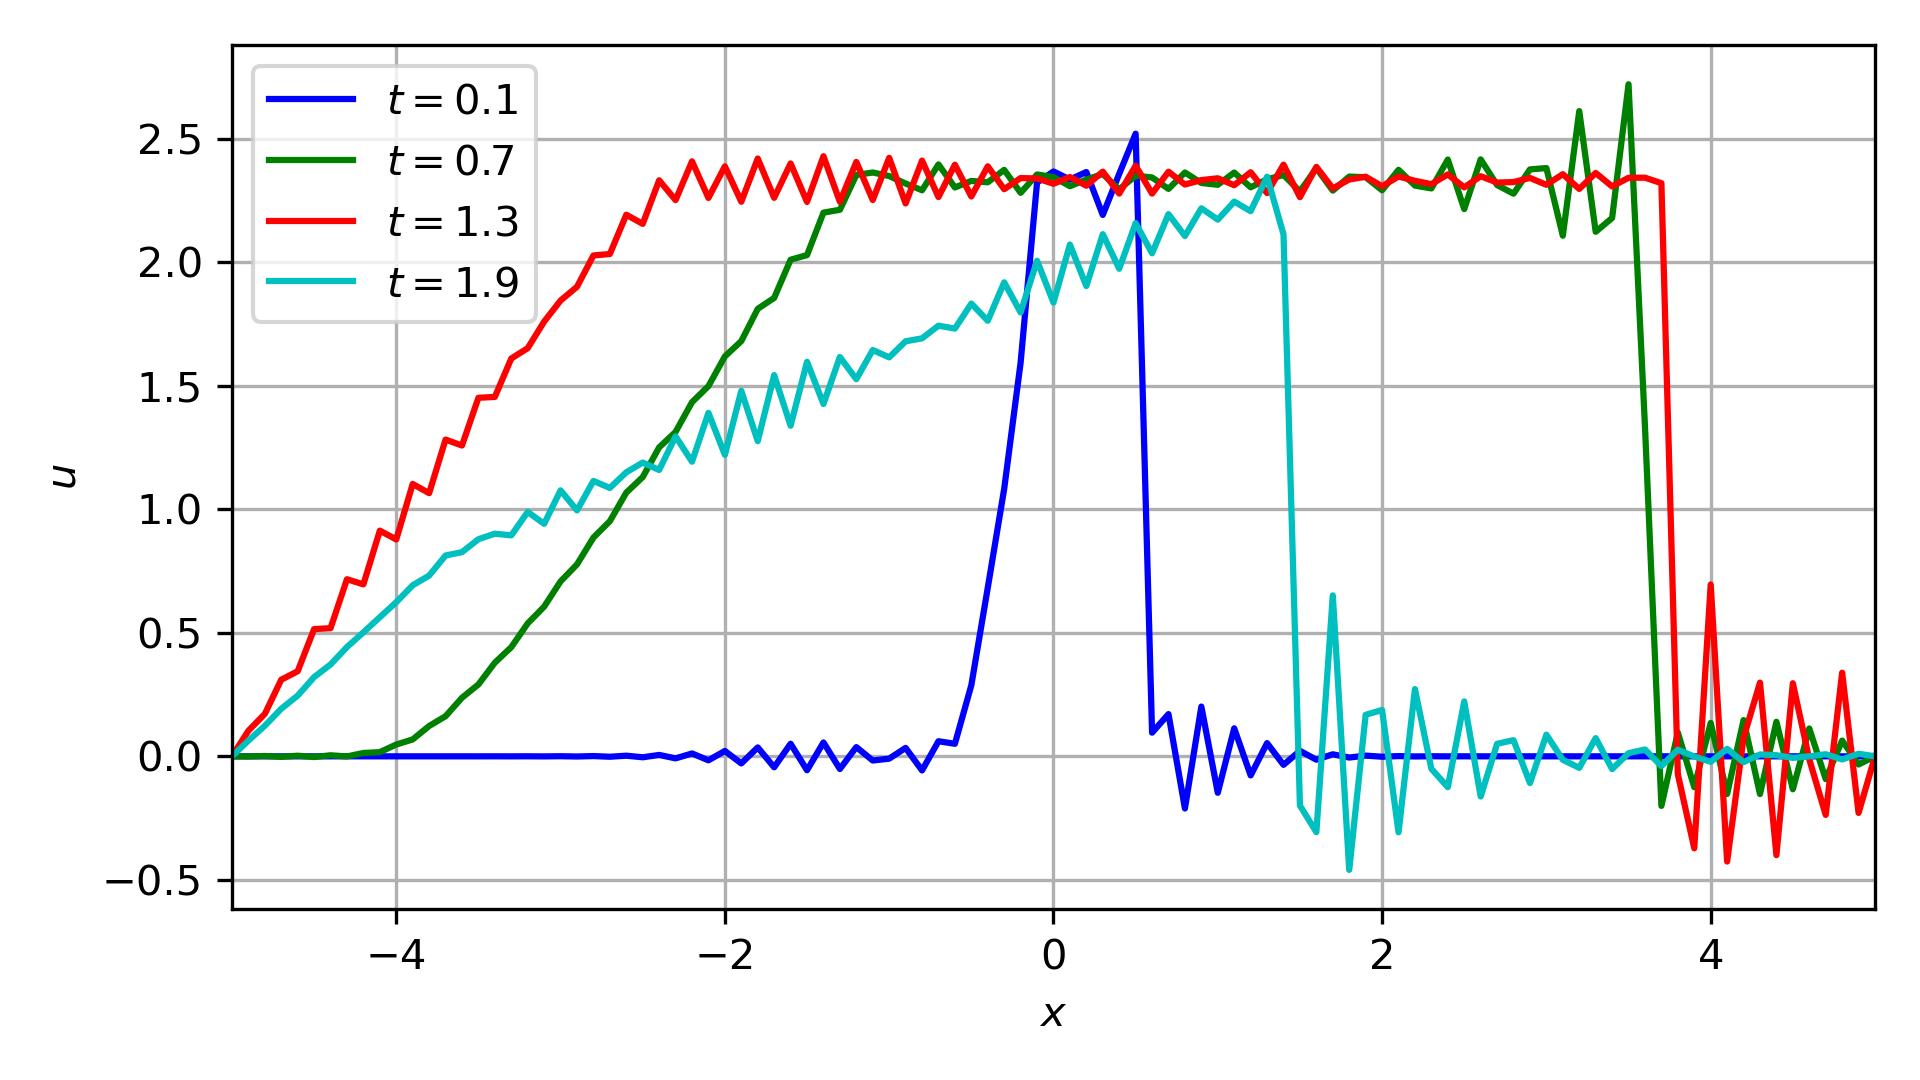 t = 0.1
t = 0.7
t = 1.3
t = 1.9
2.5
2.0
1.5
1.0
0.5
0.0
−0.5
u
−4 −2 0 2 4
x